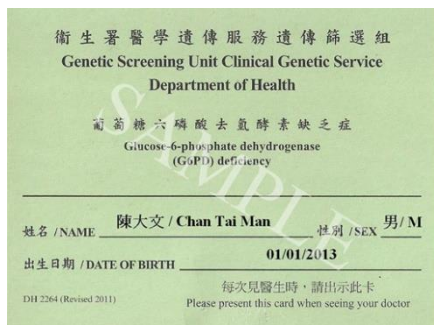 衞生署醫學遺傳服務遺傳篩選組
Genetic Screening Unit Clinical Genetic Service
Department of Health
葡萄糖六磷酸去氫酵素缺乏症
Glucose-6-phosphate dehydrogenase
(G6PD) deficiency
姓名 /NAME 陳大文 / Chan Tai Man 性別 /SEX 男/ M
出生日期 / DATE OF BIRTH 01/01/2013
每次見醫生時，請出示此卡
DH 2264 (Revised 2011) Please present this card when seeing your doctor
SAMPLE